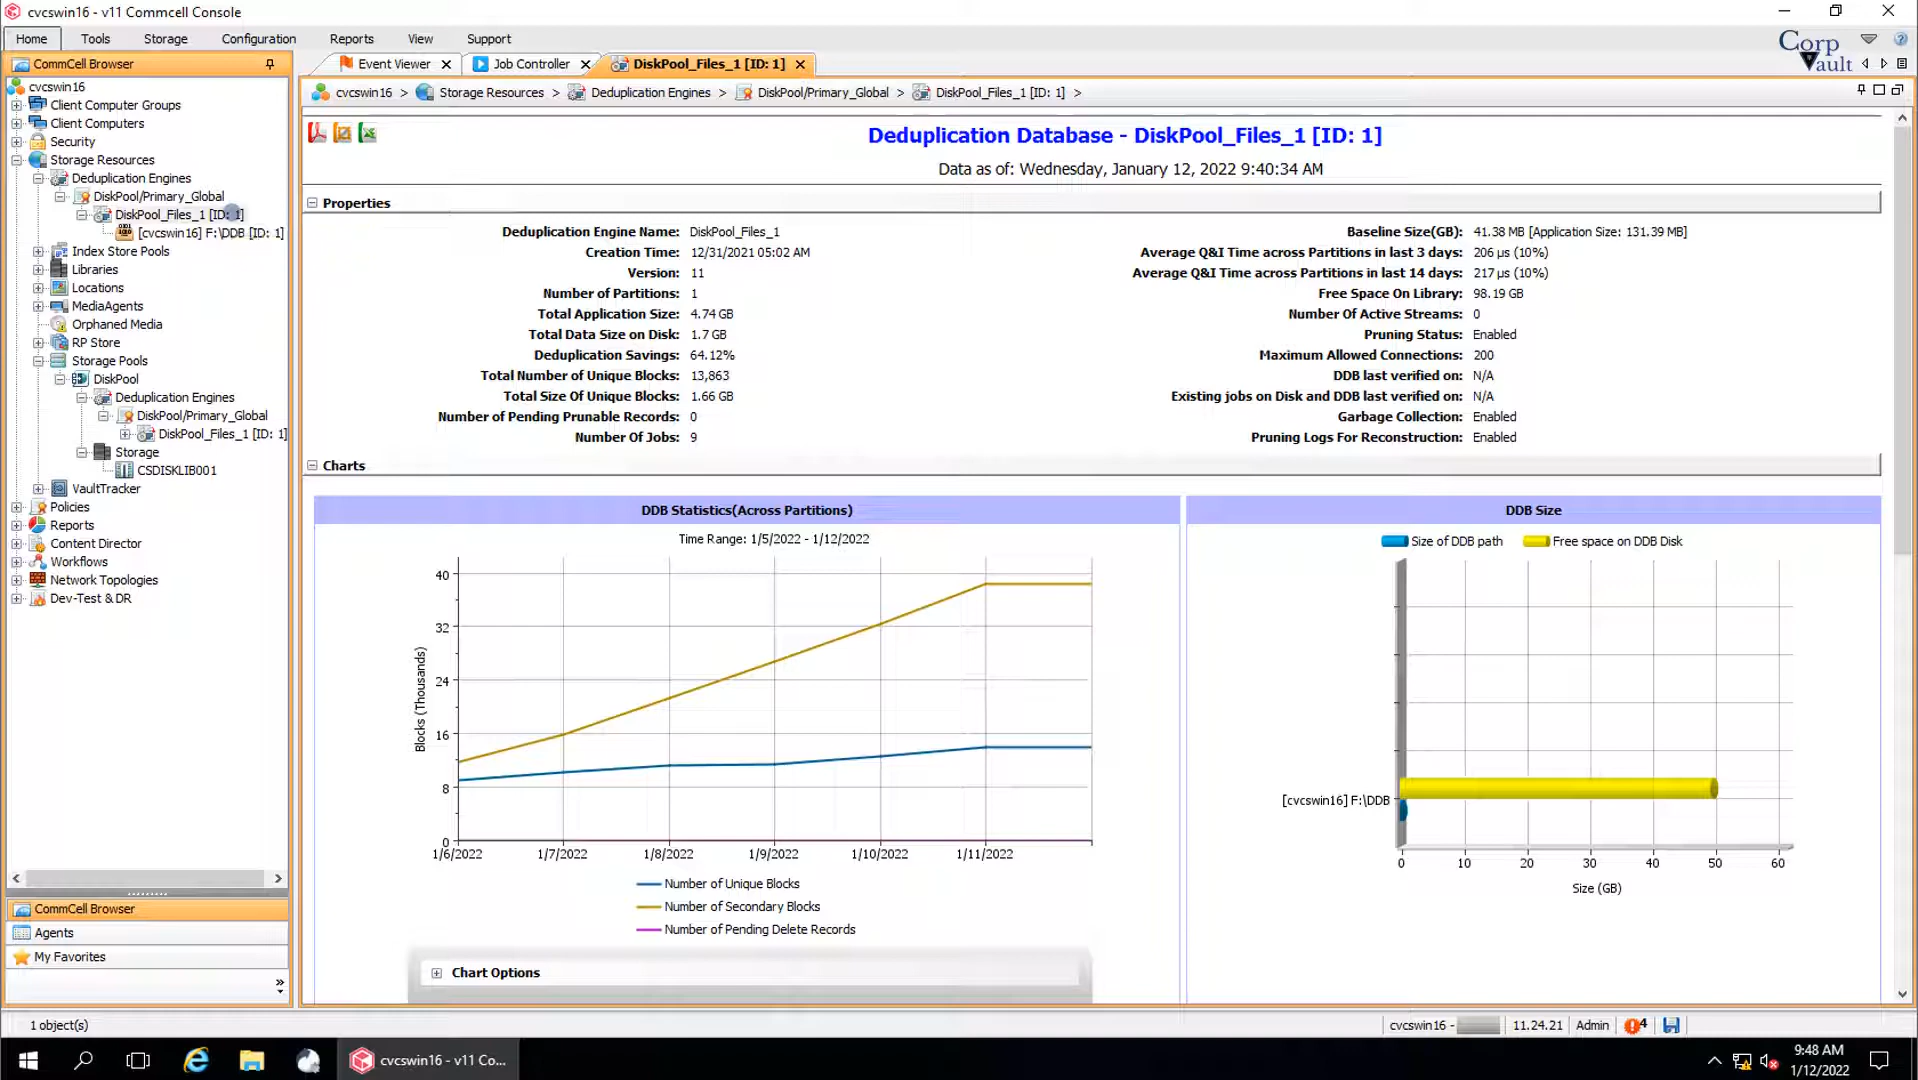 cvcswin16 - v11 Commcell Console
Home Tools Storage Configuration Reports View Support
Corp Vault
CommCell Browser
Event Viewer
Job Controller
DiskPool_Files_1 [ID: 1]
cvcswin16 > Storage Resources > Deduplication Engines > DiskPool/Primary_Global > DiskPool_Files_1 [ID: 1] >
cvcswin16
Client Computer Groups
Client Computers
Security
Storage Resources
Deduplication Engines
DiskPool/Primary_Global
DiskPool_Files_1 [ID: 1]
[cvcswin16] F:\DDB [ID: 1]
Index Store Pools
Libraries
Locations
MediaAgents
Orphaned Media
RP Store
Storage Pools
DiskPool
Deduplication Engines
DiskPool/Primary_Global
DiskPool_Files_1 [ID: 1]
Storage
CSDISKLIB001
VaultTracker
Policies
Reports
Content Director
Workflows
Network Topologies
Dev-Test & DR
CommCell Browser
Agents
My Favorites
Deduplication Database - DiskPool_Files_1 [ID: 1]
Data as of: Wednesday, January 12, 2022 9:40:34 AM
Properties
Deduplication Engine Name: DiskPool_Files_1
Creation Time: 12/31/2021 05:02 AM
Version: 11
Number of Partitions: 1
Total Application Size: 4.74 GB
Total Data Size on Disk: 1.7 GB
Deduplication Savings: 64.12%
Total Number of Unique Blocks: 13,863
Total Size Of Unique Blocks: 1.66 GB
Number of Pending Prunable Records: 0
Number Of Jobs: 9
Baseline Size(GB): 41.38 MB [Application Size: 131.39 MB]
Average Q&I Time across Partitions in last 3 days: 206 µs (10%)
Average Q&I Time across Partitions in last 14 days: 217 µs (10%)
Free Space On Library: 98.19 GB
Number Of Active Streams: 0
Pruning Status: Enabled
Maximum Allowed Connections: 200
DDB last verified on: N/A
Existing jobs on Disk and DDB last verified on: N/A
Garbage Collection: Enabled
Pruning Logs For Reconstruction: Enabled
Charts
DDB Statistics(Across Partitions)
Time Range: 1/5/2022 - 1/12/2022
Blocks (Thousands)
40
32
24
16
8
0
1/6/2022 1/7/2022 1/8/2022 1/9/2022 1/10/2022 1/11/2022
Number of Unique Blocks
Number of Secondary Blocks
Number of Pending Delete Records
Chart Options
DDB Size
Size of DDB path Free space on DDB Disk
[cvcswin16] F:\DDB
0 10 20 30 40 50 60
Size (GB)
1 object(s)
cvcswin16 - 11.24.21 Admin 4
cvcswin16 - v11 Co...
9:48 AM
1/12/2022